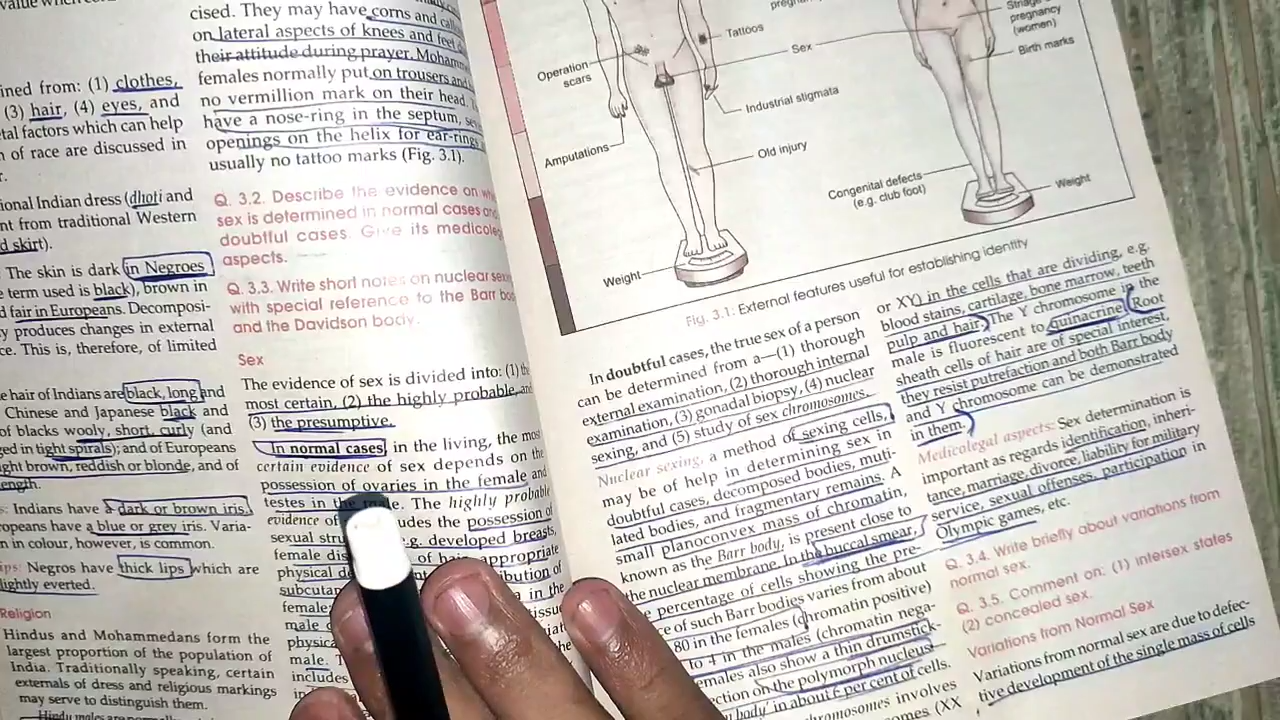 value when
ined from: (1) clothes,
(3) hair, (4) eyes, and
tal factors which can help
n of race are discussed in
r.
ional Indian dress (dhoti and
nt from traditional Western
d skirt).
The skin is dark in Negroes
e term used is black), brown in
d fair in Europeans. Decomposi-
y produces changes in external
ce. This is, therefore, of limited
e hair of Indians are black, long and
Chinese and Japanese black and
of blacks wooly, short, curly (and
ged in tight spirals); and of Europeans
ght brown, reddish or blonde, and of
length.
s: Indians have a dark or brown iris,
ropeans have a blue or grey iris. Varia-
n in colour, however, is common.
ips: Negros have thick lips which are
lightly everted.
Religion
Hindus and Mohammedans form the
largest proportion of the population of
India. Traditionally speaking, certain
externals of dress and religious markings
may serve to distinguish them.
Hindu males are
cised. They may have corns and
on lateral aspects of knees and feet
their attitude during prayer. Moham
females normally put on trousers and
no vermillion mark on their head.
have a nose-ring in the septum,
openings on the helix for ear-rings
usually no tattoo marks (Fig. 3.1).
Q. 3.2. Describe the evidence on
sex is determined in normal cases and
doubtful cases. Give its medicoleg
aspects.
Q. 3.3. Write short notes on nuclear sex
with special reference to the Barr bod
and the Davidson body.
Sex
The evidence of sex is divided into: (1) the
most certain, (2) the highly probable, and
(3) the presumptive.
In normal cases, in the living, the most
certain evidence of sex depends on the
possession of ovaries in the female and
testes in the male. The highly probable
evidence of udes the possession of
sexual stru e.g. developed breasts,
female dis of hair, appropriate
physical de ribution of
subcuta in the
female
male
physic
male. T
includes
Operation
scars
Amputations
Weight
Tattoos
Sex
Industrial stigmata
Old injury
Congenital defects
(e.g. club foot)
pregnancy
(women)
Birth marks
Weight
Fig. 3.1: External features useful for establishing identity
In doubtful cases, the true sex of a person
can be determined from a—(1) thorough
external examination, (2) thorough internal
examination, (3) gonadal biopsy, (4) nuclear
sexing, and (5) study of sex chromosomes.
Nuclear sexing, a method of sexing cells,
may be of help in determining sex in
doubtful cases, decomposed bodies, muti-
lated bodies, and fragmentary remains. A
small planoconvex mass of chromatin,
known as the Barr body, is present close to
the nuclear membrane. In the buccal smear,
e percentage of cells showing the pre-
ce of such Barr bodies varies from about
80 in the females (chromatin positive)
to 4 in the males (chromatin nega-
emales also show a thin drumstick-
ection on the polymorph nucleus
body' in about 6 per cent of cells.
chromosomes involves
omes (XX
or XY) in the cells that are dividing, e.g.
blood stains, cartilage, bone marrow, teeth
pulp and hair. The Y chromosome in the
male is fluorescent to quinacrine. Root
sheath cells of hair are of special interest,
they resist putrefaction and both Barr body
and Y chromosome can be demonstrated
in them.
Medicolegal aspects: Sex determination is
important as regards identification, inheri-
tance, marriage, divorce, liability for military
service, sexual offenses, participation in
Olympic games, etc.
Q. 3.4. Write briefly about variations from
normal sex.
Q. 3.5. Comment on: (1) intersex states
(2) concealed sex.
Variations from Normal Sex
Variations from normal sex are due to defec-
tive development of the single mass of cells